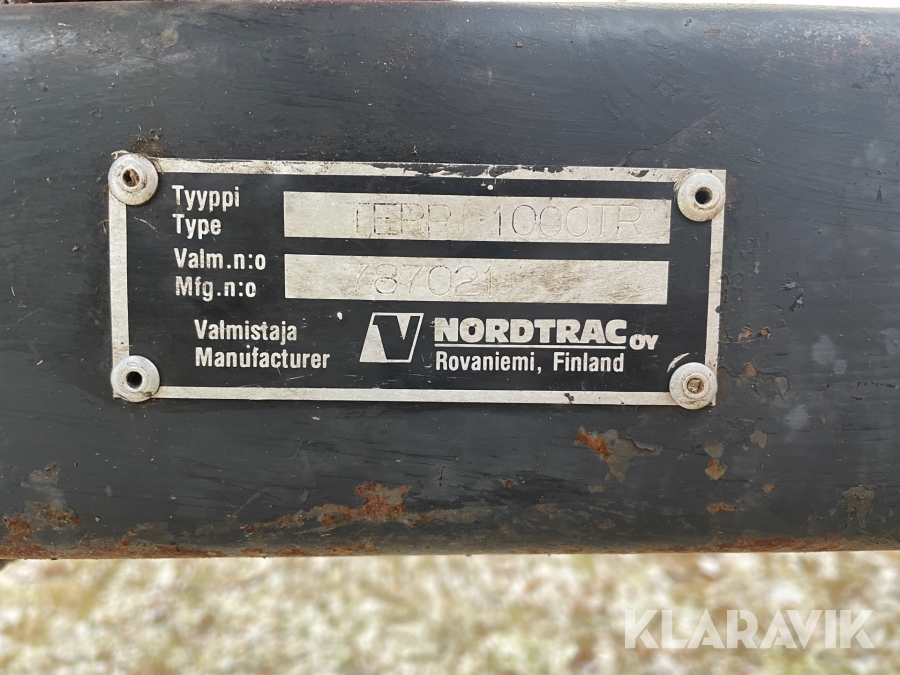 Tyyppi
Type TERRI 1000TR
Valm.n:o
Mfg.n:o 787021
Valmistaja
Manufacturer
NORDTRAC OY
Rovaniemi, Finland
KLARAVIK